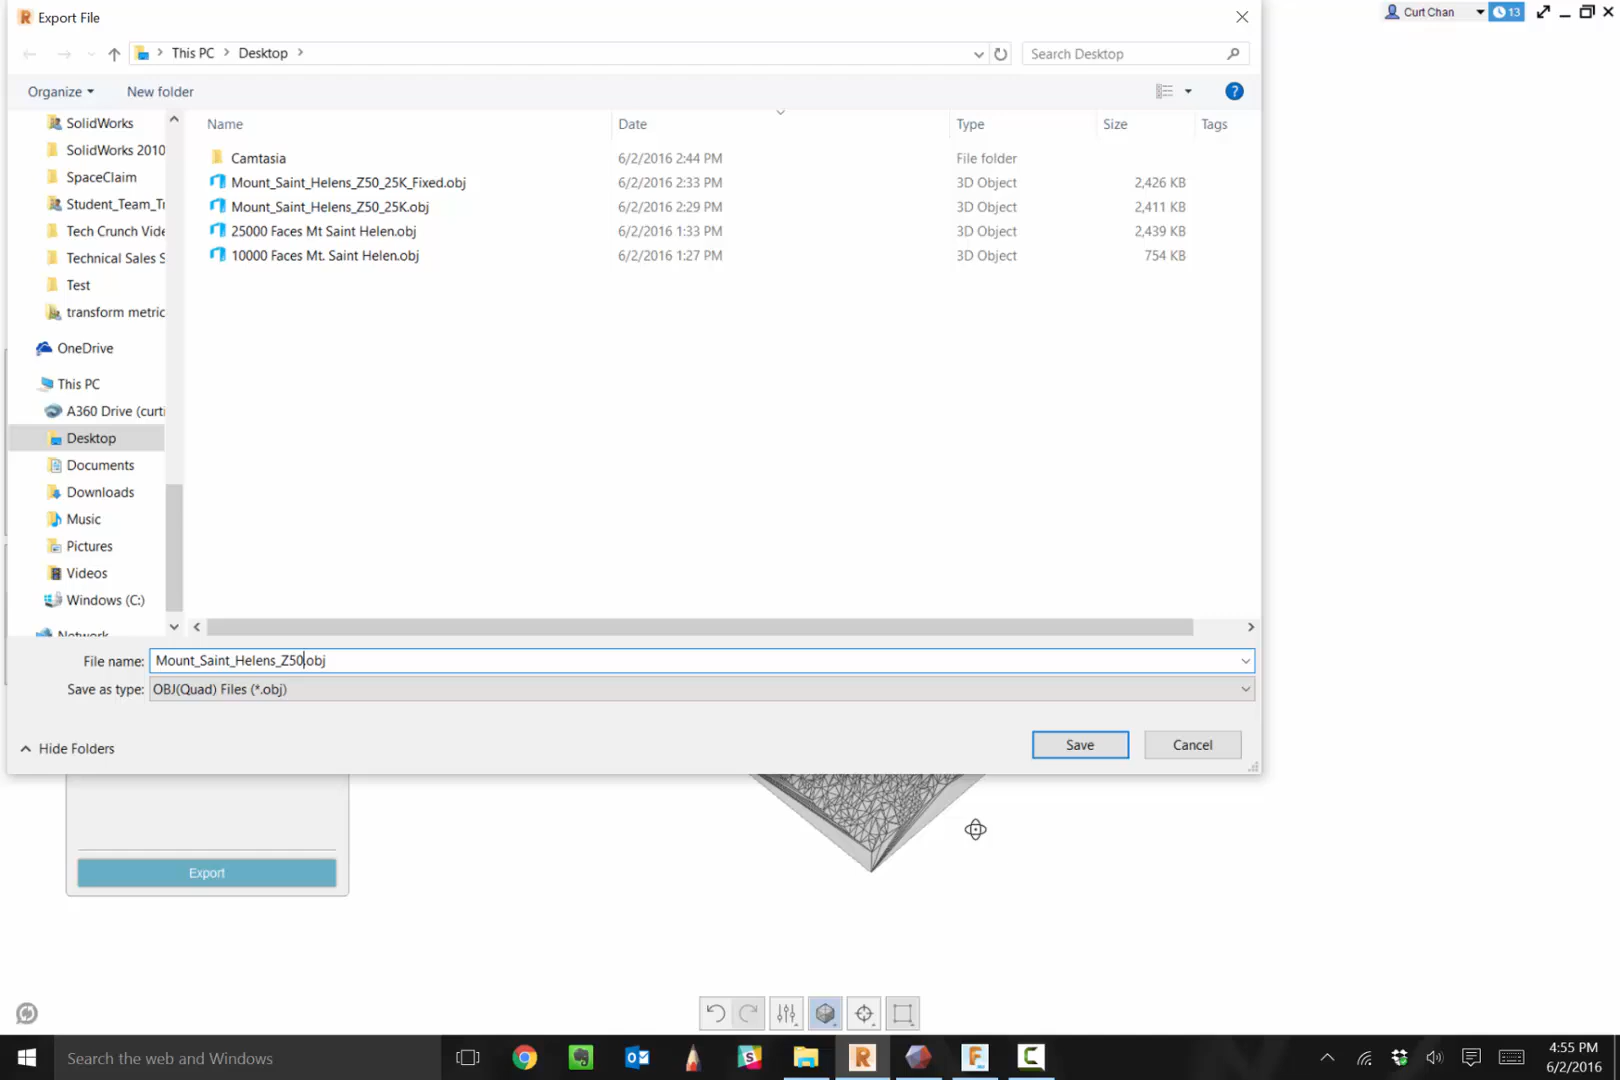 Export File
Curt Chan
13
This PC
Desktop
Search Desktop
Organize
New folder
?
Name
Date
Type
Size
Tags
SolidWorks
SolidWorks 2010
SpaceClaim
Student_Team_Tr
Tech Crunch Vide
Technical Sales S
Test
transform metric
OneDrive
This PC
A360 Drive (curti
Desktop
Documents
Downloads
Music
Pictures
Videos
Windows (C:)
Network
Camtasia
6/2/2016 2:44 PM
File folder
Mount_Saint_Helens_Z50_25K_Fixed.obj
6/2/2016 2:33 PM
3D Object
2,426 KB
Mount_Saint_Helens_Z50_25K.obj
6/2/2016 2:29 PM
3D Object
2,411 KB
25000 Faces Mt Saint Helen.obj
6/2/2016 1:33 PM
3D Object
2,439 KB
10000 Faces Mt. Saint Helen.obj
6/2/2016 1:27 PM
3D Object
754 KB
File name: Mount_Saint_Helens_Z50.obj
Save as type: OBJ(Quad) Files (*.obj)
Hide Folders
Save
Cancel
Export
Search the web and Windows
4:55 PM
6/2/2016